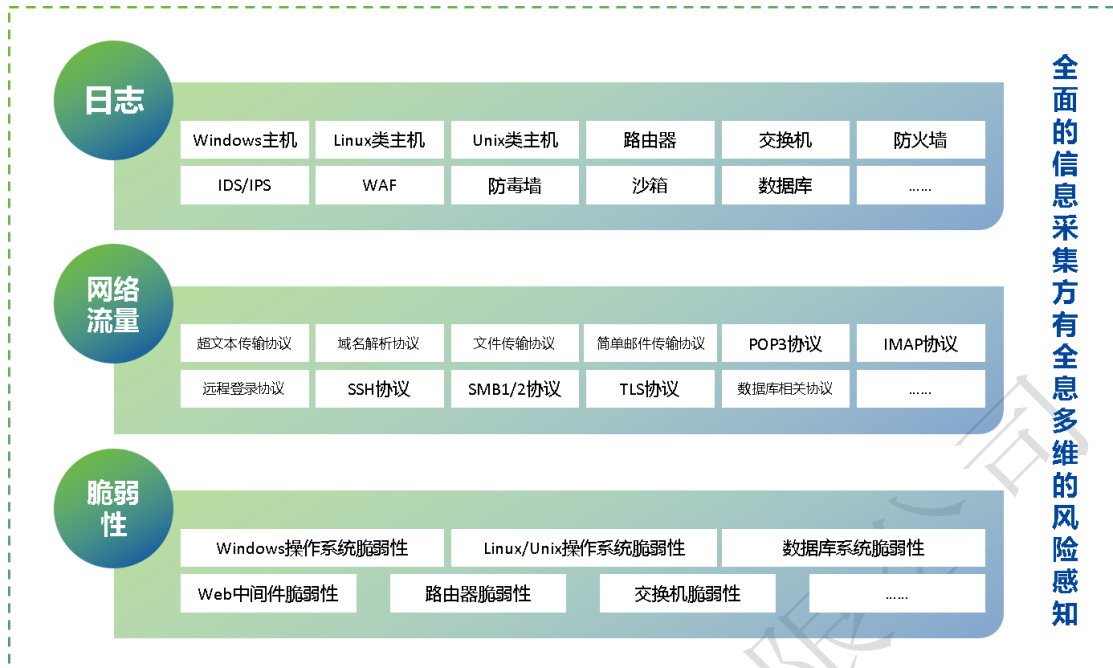 日志
Windows主机 Linux类主机 Unix类主机 路由器 交换机 防火墙
IDS/IPS WAF 防毒墙 沙箱 数据库 ......
网络
流量
超文本传输协议 域名解析协议 文件传输协议 简单邮件传输协议 POP3协议 IMAP协议
远程登录协议 SSH协议 SMB1/2协议 TLS协议 数据库相关协议 ......
脆弱
性
Windows操作系统脆弱性 Linux/Unix操作系统脆弱性 数据库系统脆弱性
Web中间件脆弱性 路由器脆弱性 交换机脆弱性 ......
全面的信息采集方有全息多维的风险感知
限公司